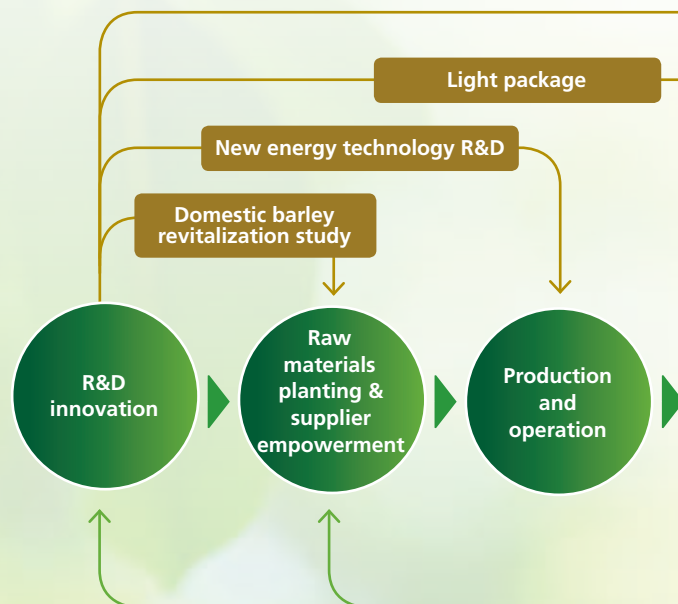 Light package
New energy technology R&D
Domestic barley
revitalization study
R&D
innovation
Raw
materials
planting &
supplier
empowerment
Production
and
operation